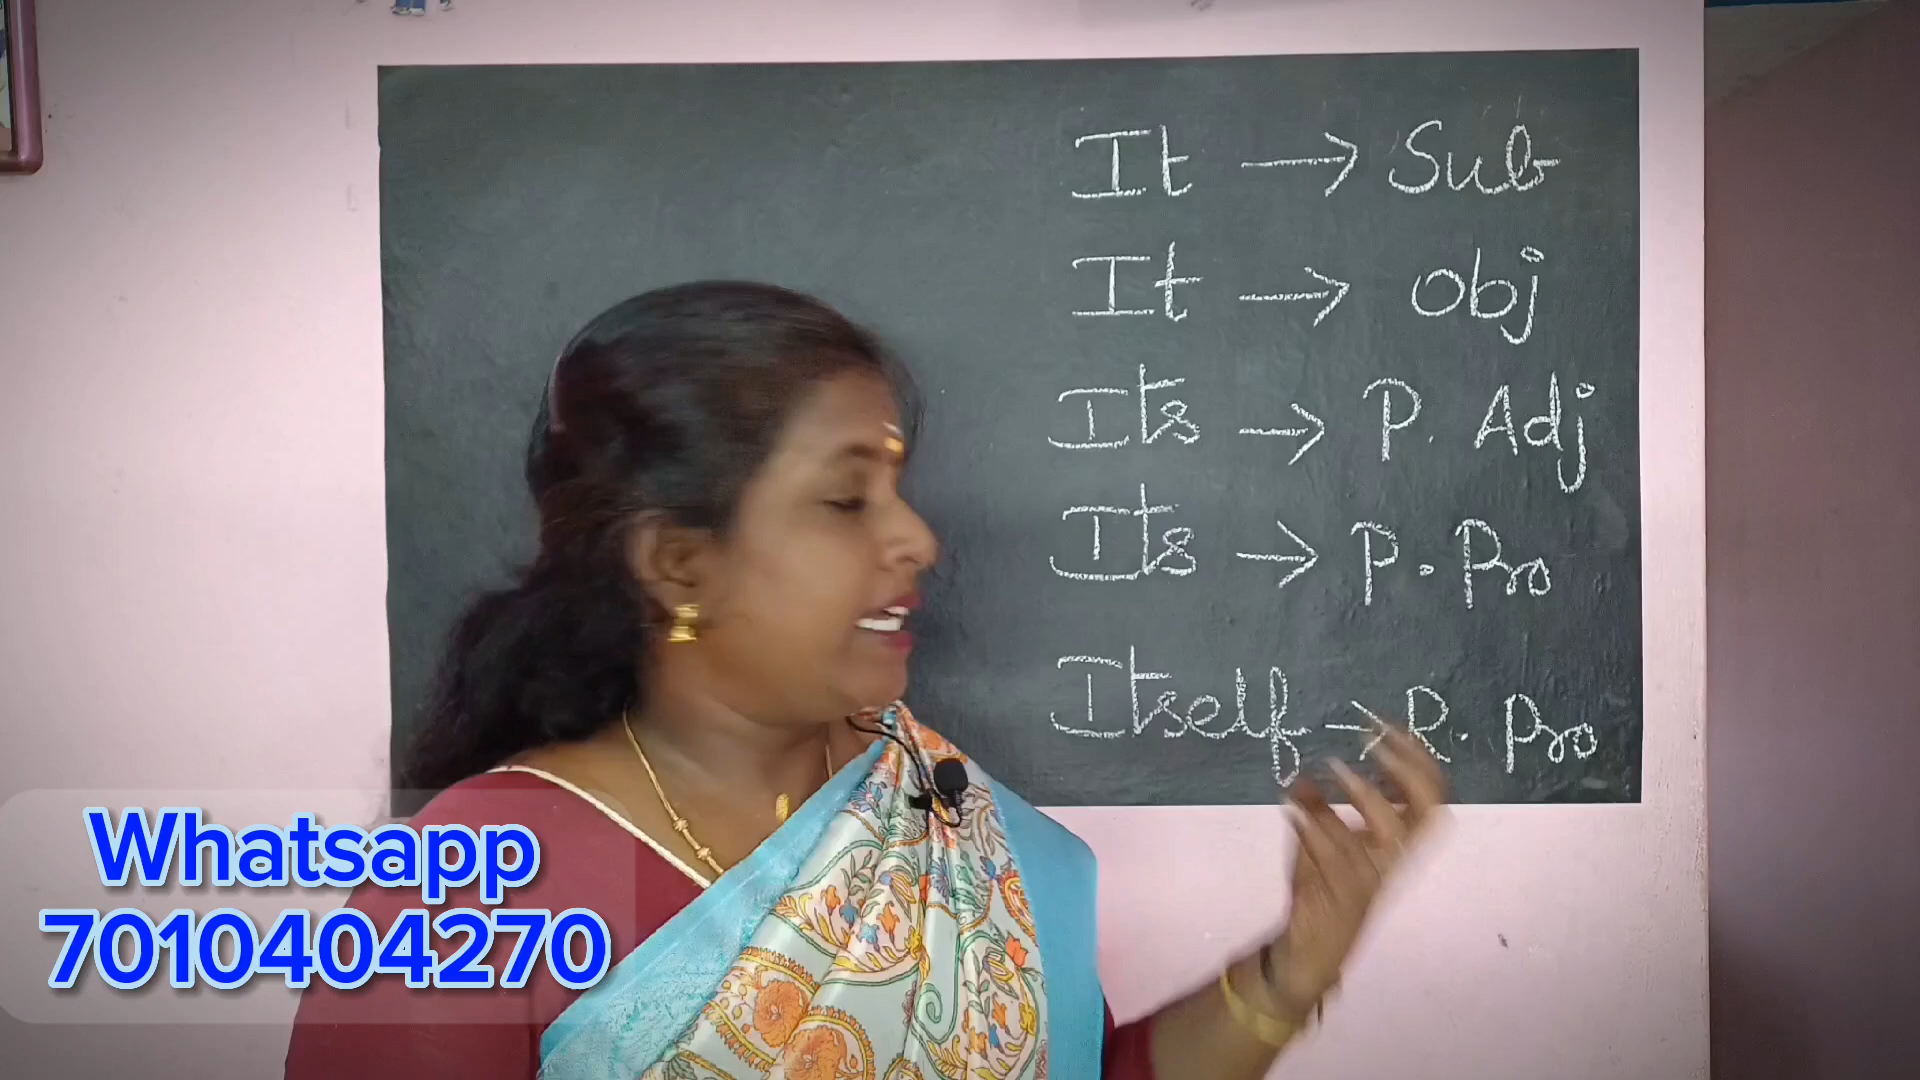 It → Sub
It → Obj
Its → P. Adj
Its → P. Pro
Itself → R. Pro
Whatsapp
7010404270